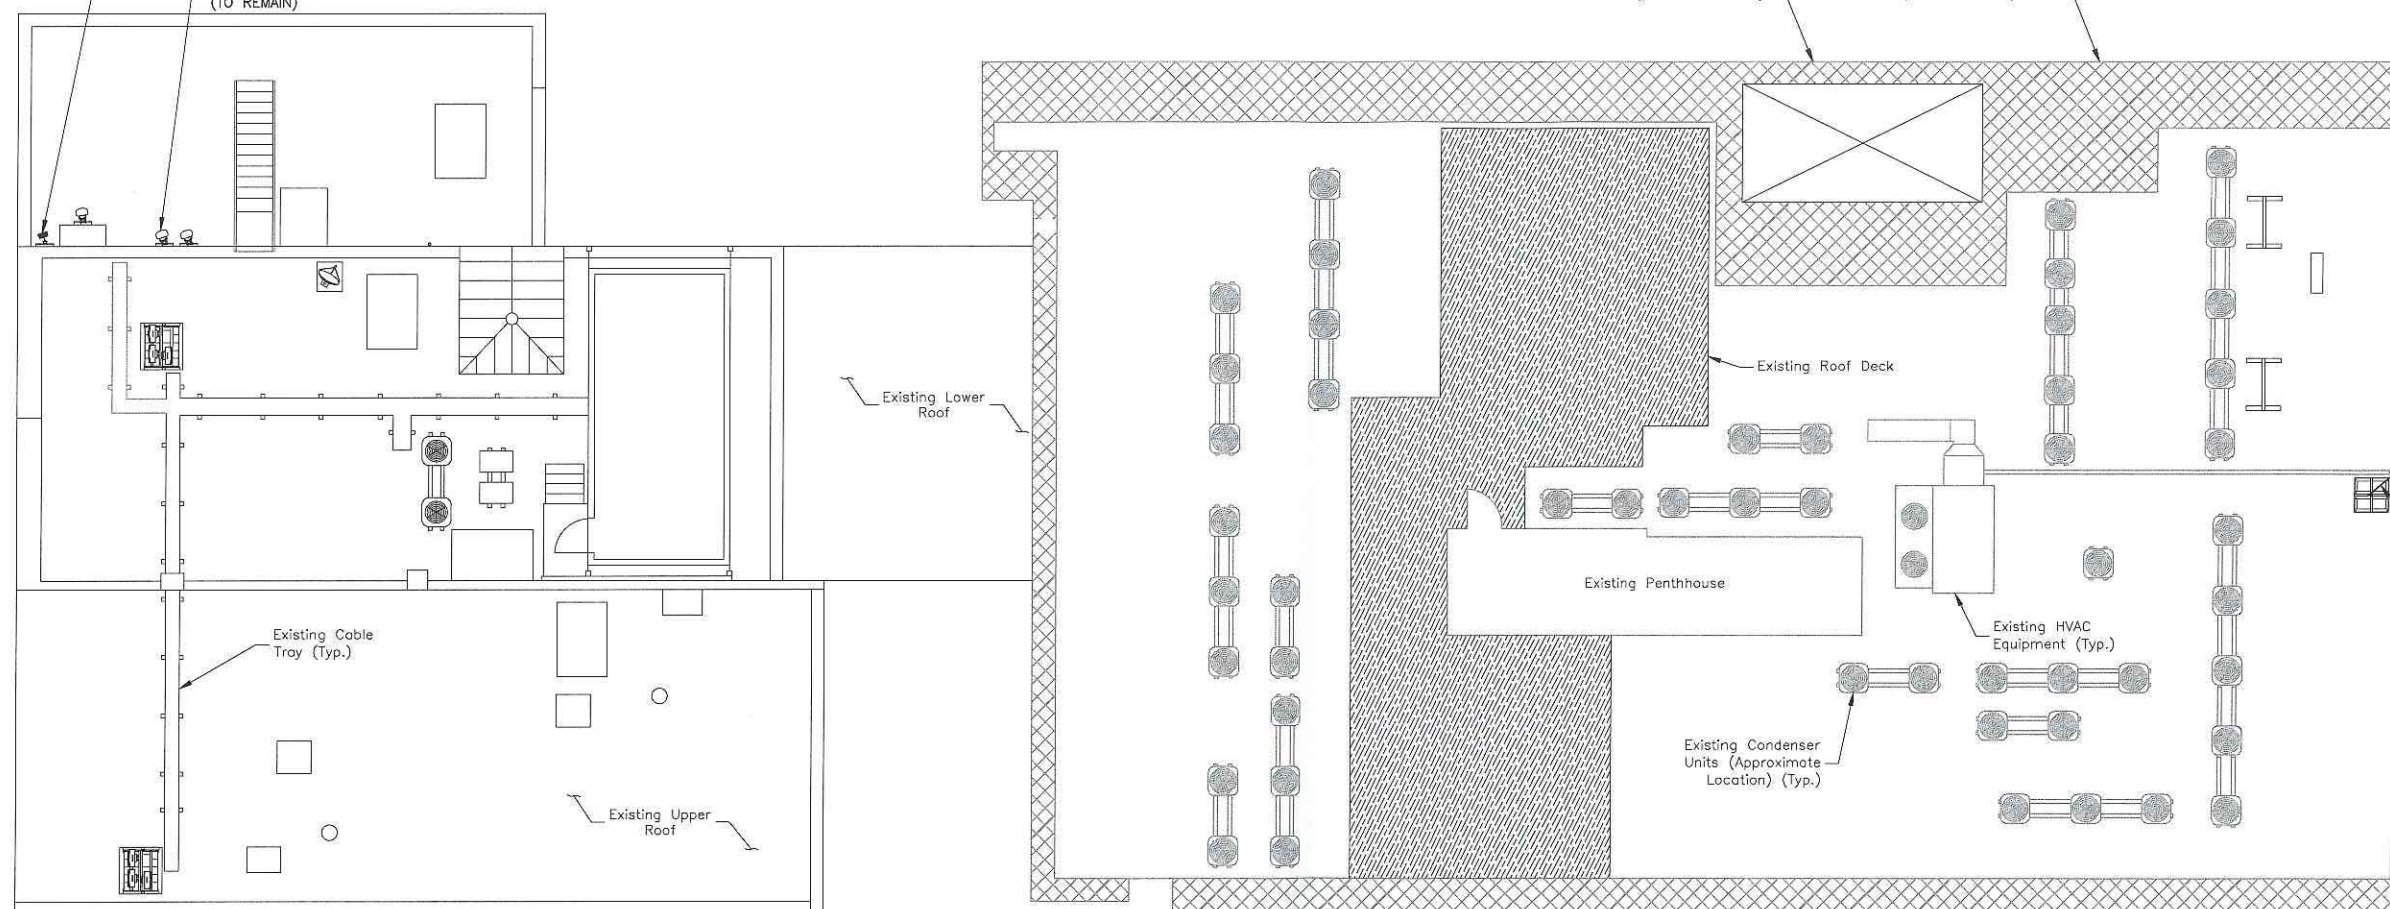 (TO REMAIN)
Existing Roof Deck
Existing Lower
Roof
Existing Penthhouse
Existing Cable
Tray (Typ.)
Existing HVAC
Equipment (Typ.)
Existing Condenser
Units (Approximate
Location) (Typ.)
Existing Upper
Roof